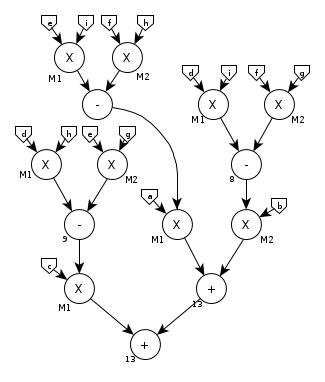 e i f h
X X
M1 M2
-
d i f g
X X
M1 M2
d h e g
X X
M1 M2
-
8
a b
X X
M1 M2
-
9
c
X
M1
+
13
+
13